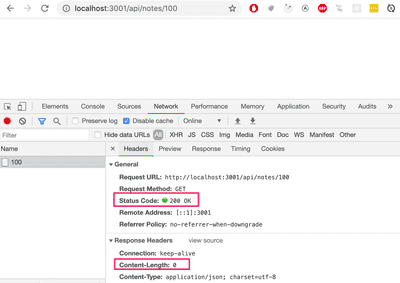 localhost:3001/api/notes/100
ABP
Elements Console Sources Network Performance Memory Application Security Audits
Preserve log Disable cache Online
Filter Hide data URLs All XHR JS CSS Img Media Font Doc WS Manifest Other
Name Headers Preview Response Cookies Timing
100
General
Request URL: http://localhost:3001/api/notes/100
Request Method: GET
Status Code: 200 OK
Remote Address: [::1]:3001
Referrer Policy: no-referrer-when-downgrade
Response Headers view source
Connection: keep-alive
Content-Length: 0
Content-Type: application/json; charset=utf-8